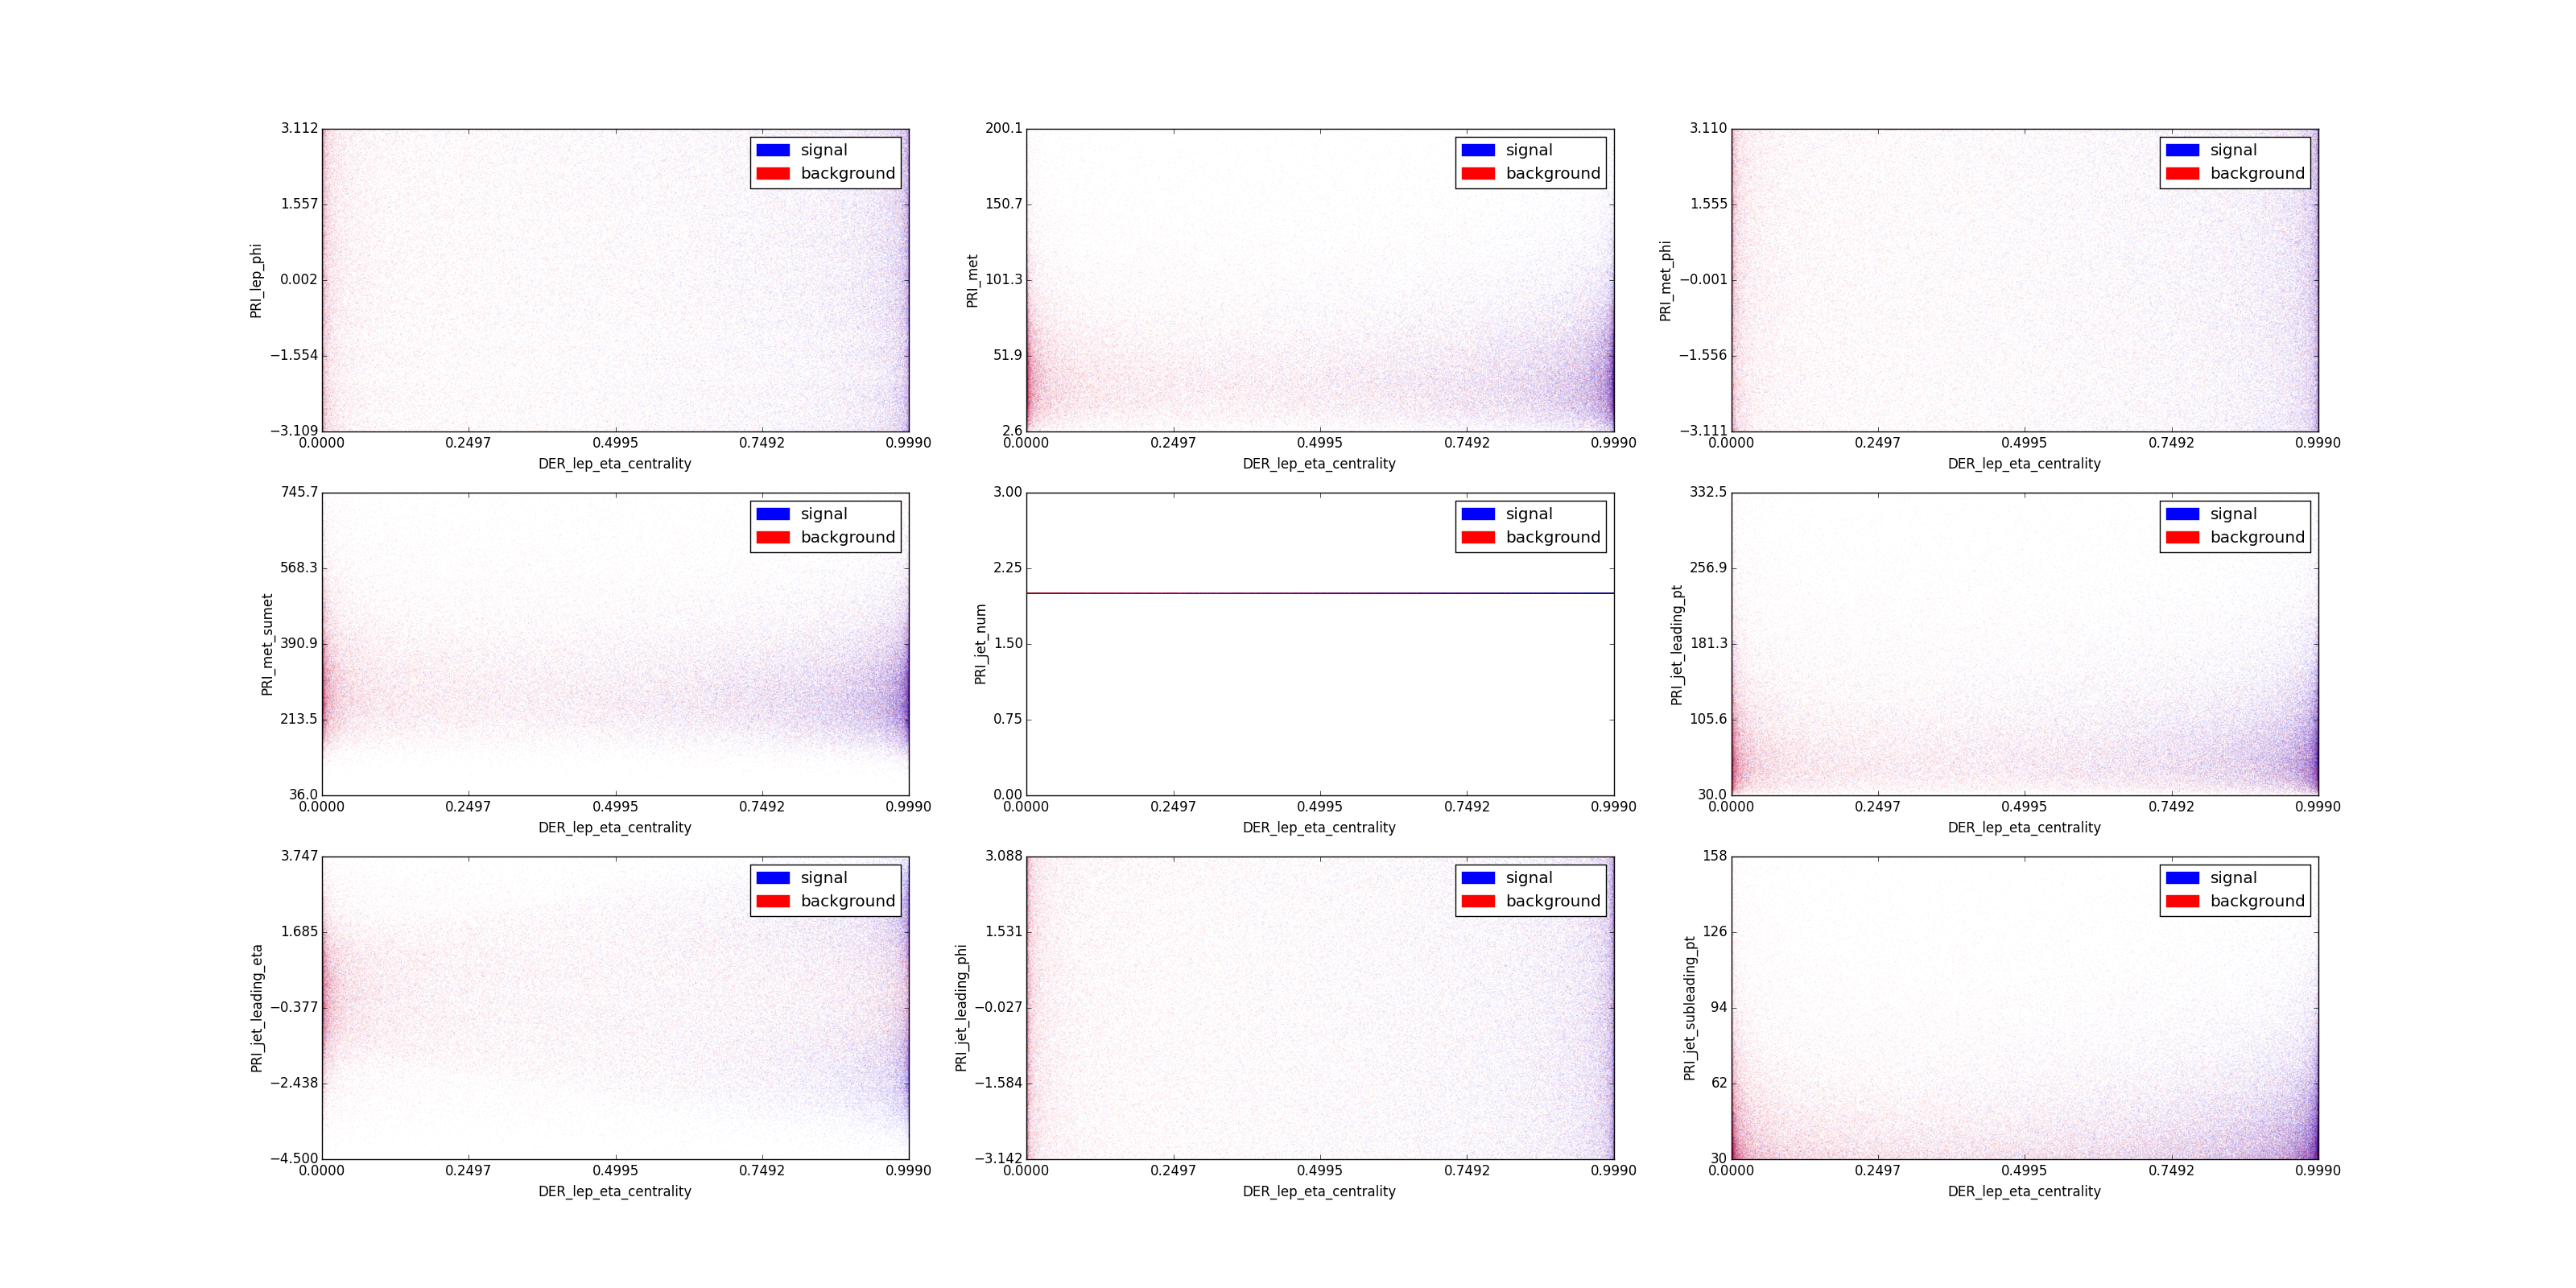 3.112
1.557
0.002
−1.554
−3.109
PRI_lep_phi
0.0000 0.2497 0.4995 0.7492 0.9990
DER_lep_eta_centrality
signal
background
200.1
150.7
101.3
51.9
2.6
PRI_met
0.0000 0.2497 0.4995 0.7492 0.9990
DER_lep_eta_centrality
signal
background
3.110
1.555
−0.001
−1.556
−3.111
PRI_met_phi
0.0000 0.2497 0.4995 0.7492 0.9990
DER_lep_eta_centrality
signal
background
745.7
568.3
390.9
213.5
36.0
PRI_met_sumet
0.0000 0.2497 0.4995 0.7492 0.9990
DER_lep_eta_centrality
signal
background
3.00
2.25
1.50
0.75
0.00
PRI_jet_num
0.0000 0.2497 0.4995 0.7492 0.9990
DER_lep_eta_centrality
signal
background
332.5
256.9
181.3
105.6
30.0
PRI_jet_leading_pt
0.0000 0.2497 0.4995 0.7492 0.9990
DER_lep_eta_centrality
signal
background
3.747
1.685
−0.377
−2.438
−4.500
PRI_jet_leading_eta
0.0000 0.2497 0.4995 0.7492 0.9990
DER_lep_eta_centrality
signal
background
3.088
1.531
−0.027
−1.584
−3.142
PRI_jet_leading_phi
0.0000 0.2497 0.4995 0.7492 0.9990
DER_lep_eta_centrality
signal
background
158
126
94
62
30
PRI_jet_subleading_pt
0.0000 0.2497 0.4995 0.7492 0.9990
DER_lep_eta_centrality
signal
background